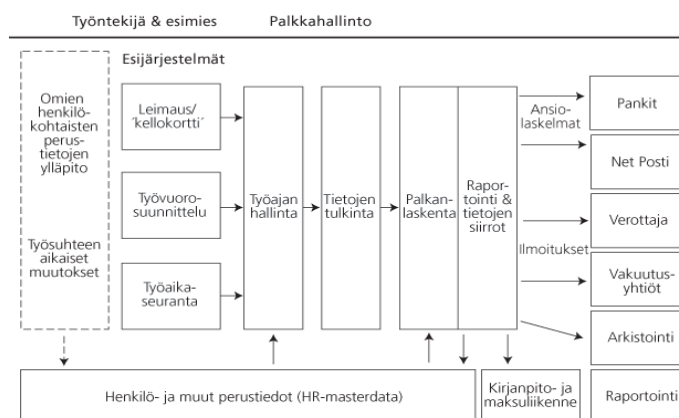 Työntekijä & esimies
Palkkahallinto
Esijärjestelmät
Omien
henkilö-
kohtaisten
perus-
tietojen
ylläpito
Työsuhteen
aikaiset
muutokset
Leimaus/
´kellokortti´
Työvuoro-
suunnittelu
Työaika-
seuranta
Työajan
hallinta
Tietojen
tulkinta
Palkan-
laskenta
Rapor-
tointi &
tietojen
siirrot
Ansio-
laskelmat
Ilmoitukset
Pankit
Net Posti
Verottaja
Vakuutus-
yhtiöt
Arkistointi
Raportointi
Henkilö- ja muut perustiedot (HR-masterdata)
Kirjanpito- ja
maksuliikenne